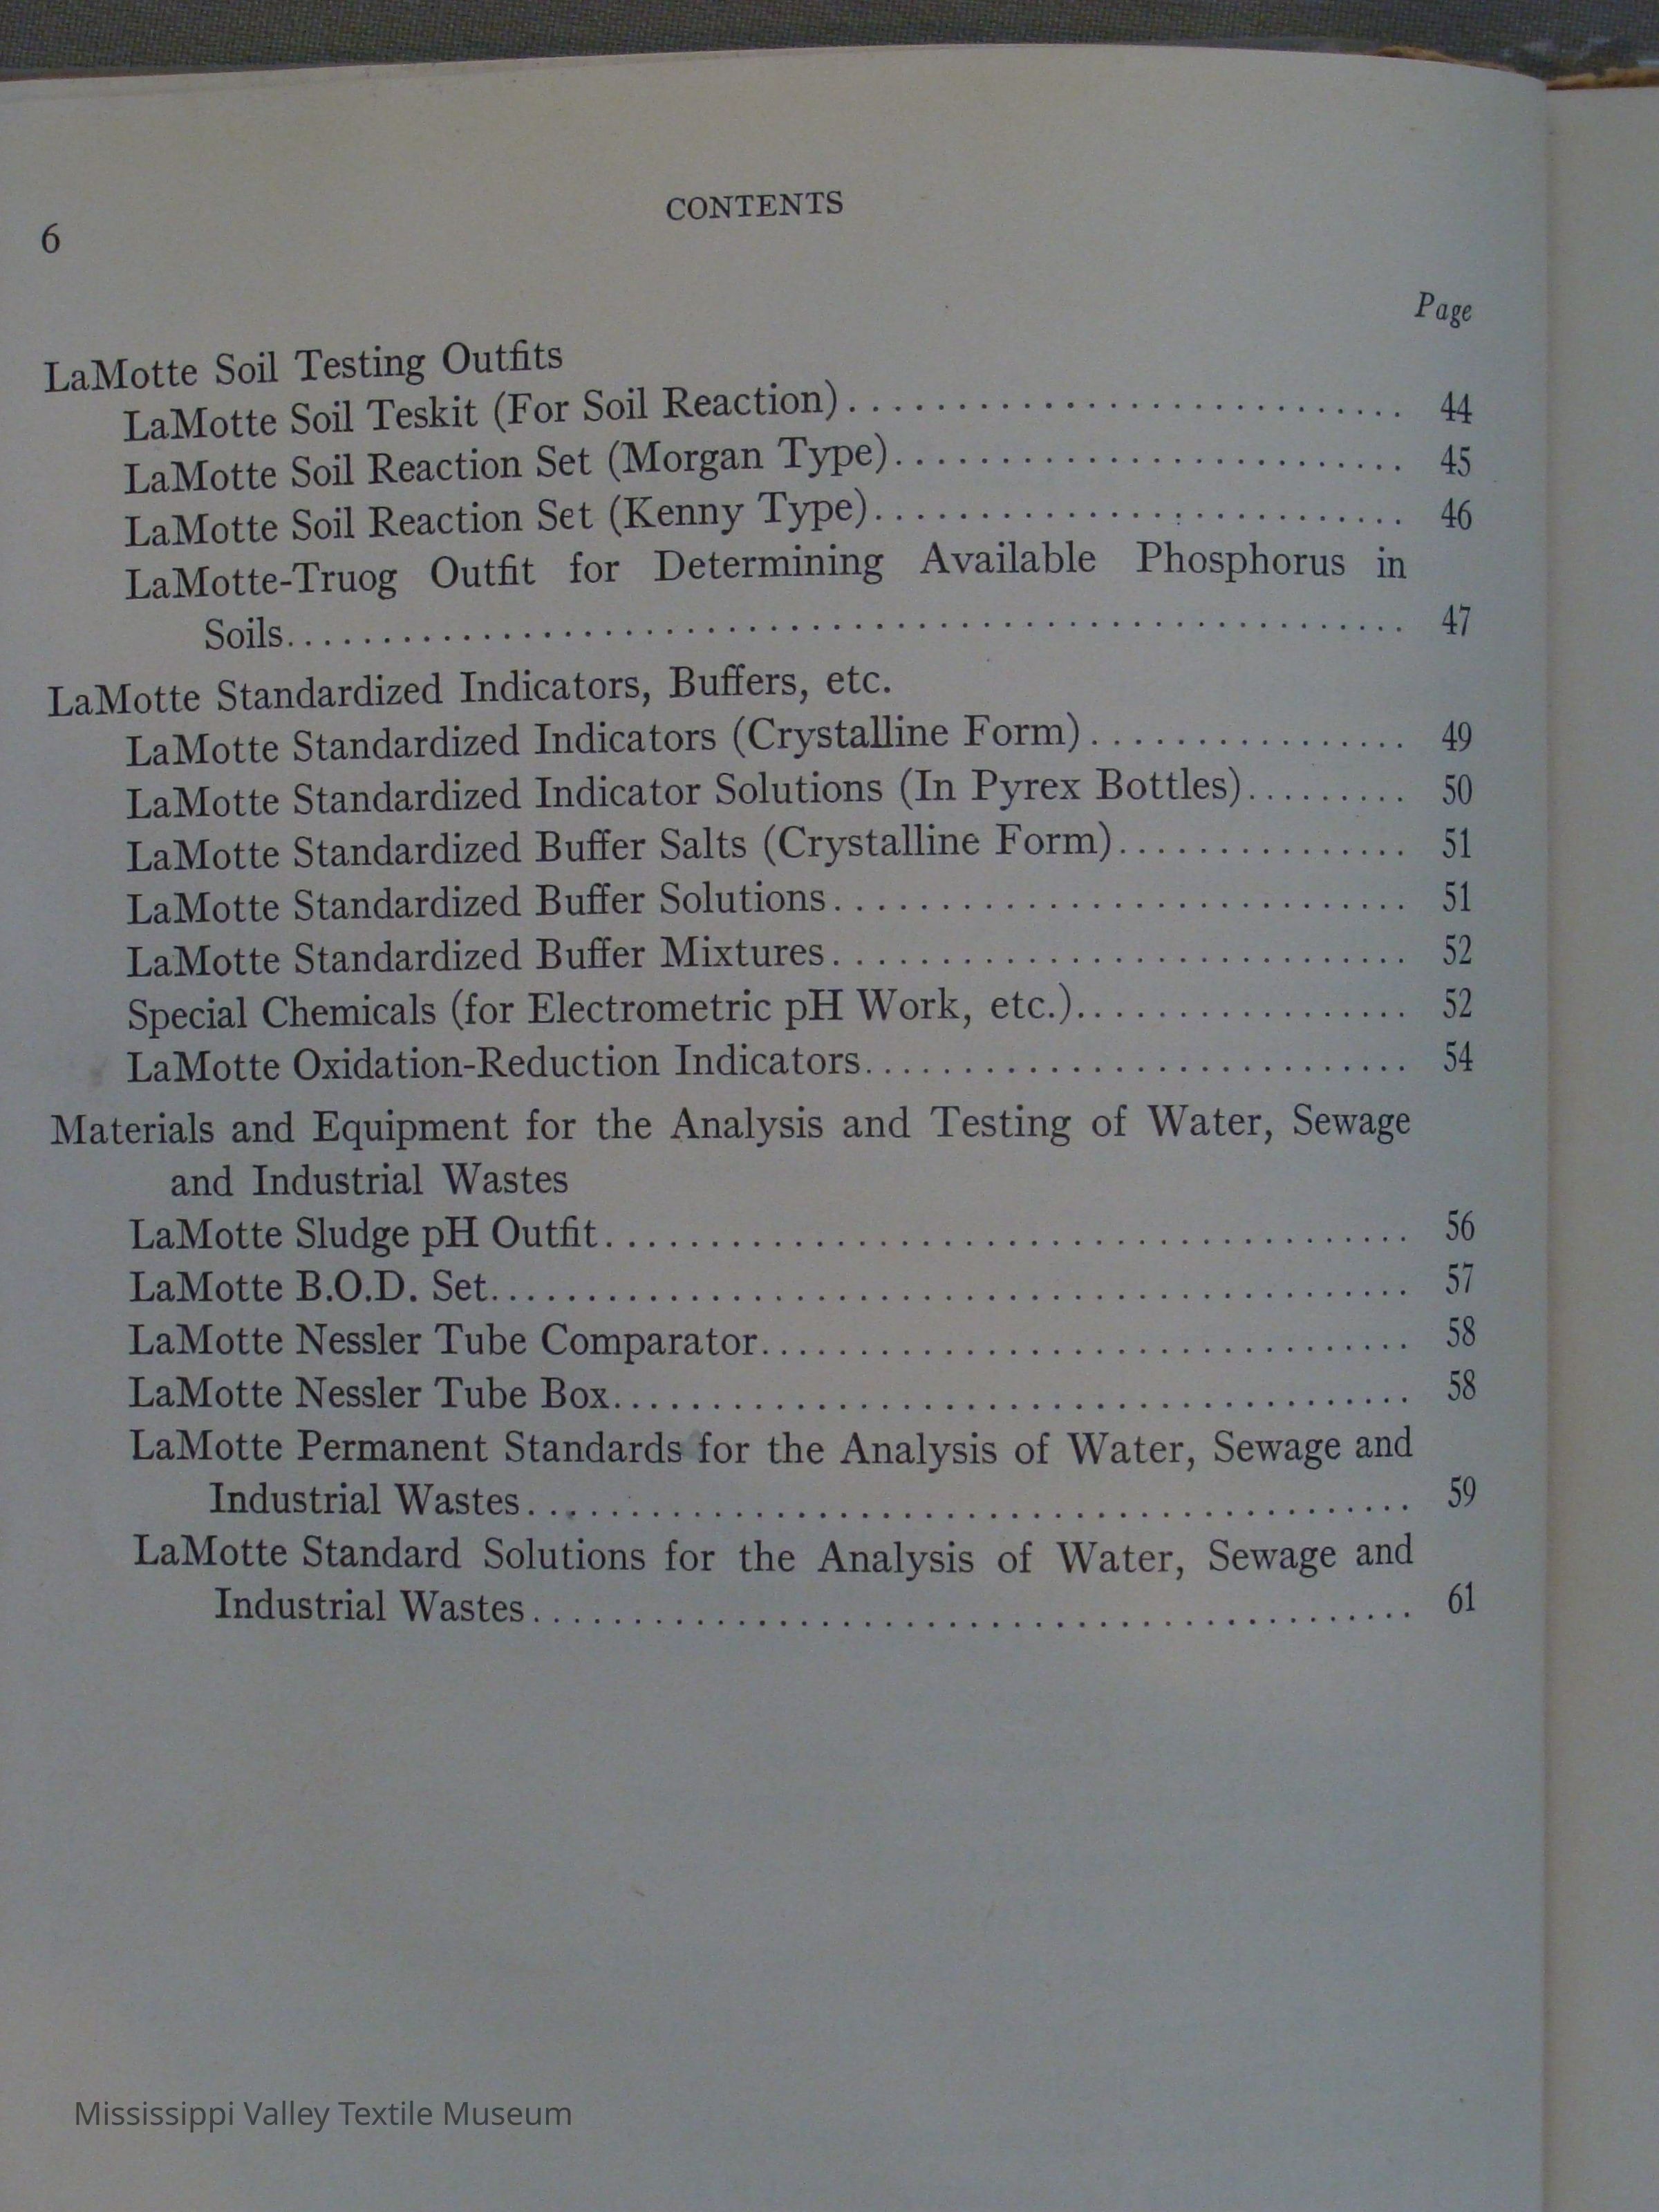 CONTENTS
6
Page
LaMotte Soil Testing Outfits
LaMotte Soil Teskit (For Soil Reaction) 44
LaMotte Soil Reaction Set (Morgan Type) 45
LaMotte Soil Reaction Set (Kenny Type) 46
LaMotte-Truog Outfit for Determining Available Phosphorus in
Soils 47
LaMotte Standardized Indicators, Buffers, etc.
LaMotte Standardized Indicators (Crystalline Form) 49
LaMotte Standardized Indicator Solutions (In Pyrex Bottles) 50
LaMotte Standardized Buffer Salts (Crystalline Form) 51
LaMotte Standardized Buffer Solutions 51
LaMotte Standardized Buffer Mixtures 52
Special Chemicals (for Electrometric pH Work, etc.) 52
LaMotte Oxidation-Reduction Indicators 54
Materials and Equipment for the Analysis and Testing of Water, Sewage
and Industrial Wastes
LaMotte Sludge pH Outfit 56
LaMotte B.O.D. Set 57
LaMotte Nessler Tube Comparator 58
LaMotte Nessler Tube Box 58
LaMotte Permanent Standards for the Analysis of Water, Sewage and
Industrial Wastes 59
LaMotte Standard Solutions for the Analysis of Water, Sewage and
Industrial Wastes 61
Mississippi Valley Textile Museum